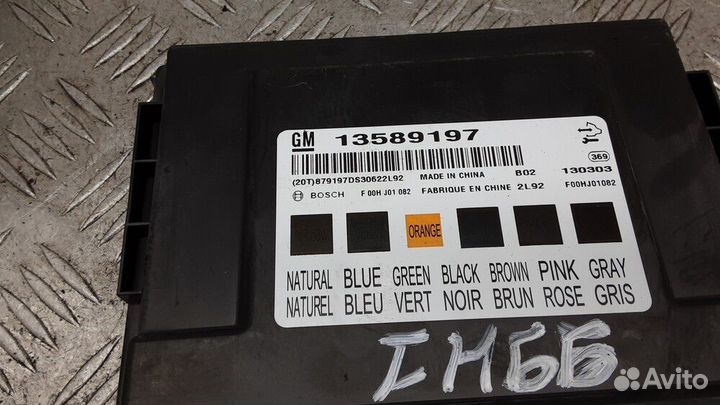 GM 13589197
(20T)879197DS30622L92 MADE IN CHINA B02 130303
369
BOSCH F 00H J01 082 FABRIQUE EN CHINE 2L92 F00HJ01082
ORANGE
NATURAL BLUE GREEN BLACK BROWN PINK GRAY
NATUREL BLEU VERT NOIR BRUN ROSE GRIS
IH66
Avito